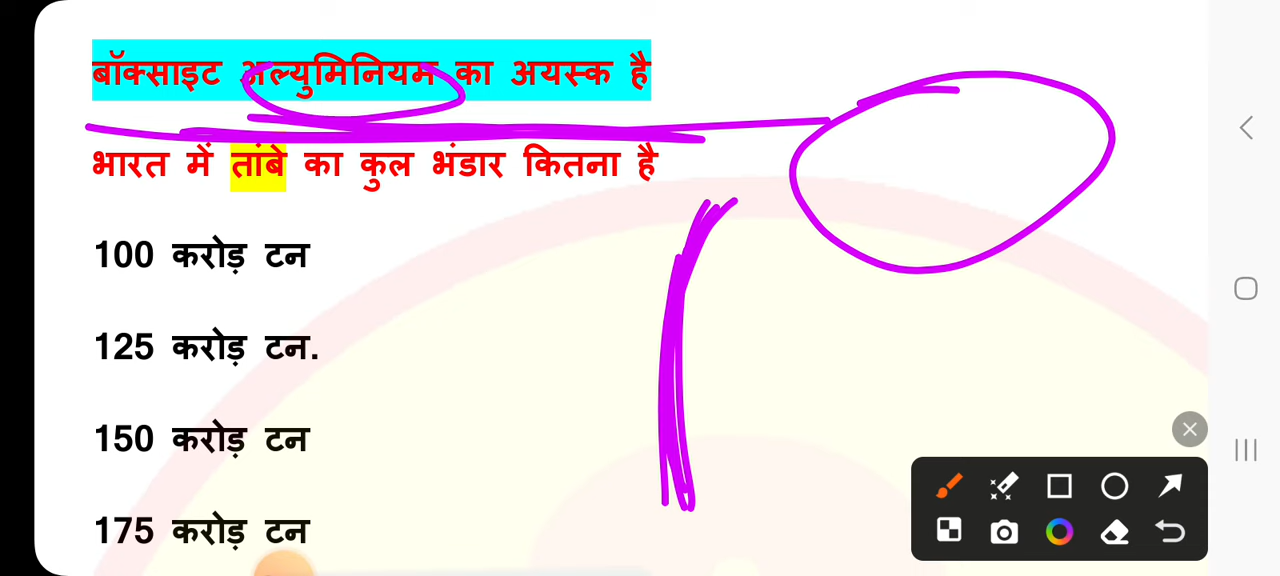 बॉक्साइट अल्युमिनियम का अयस्क है
भारत में तांबे का कुल भंडार कितना है
100 करोड़ टन
125 करोड़ टन.
150 करोड़ टन
175 करोड़ टन